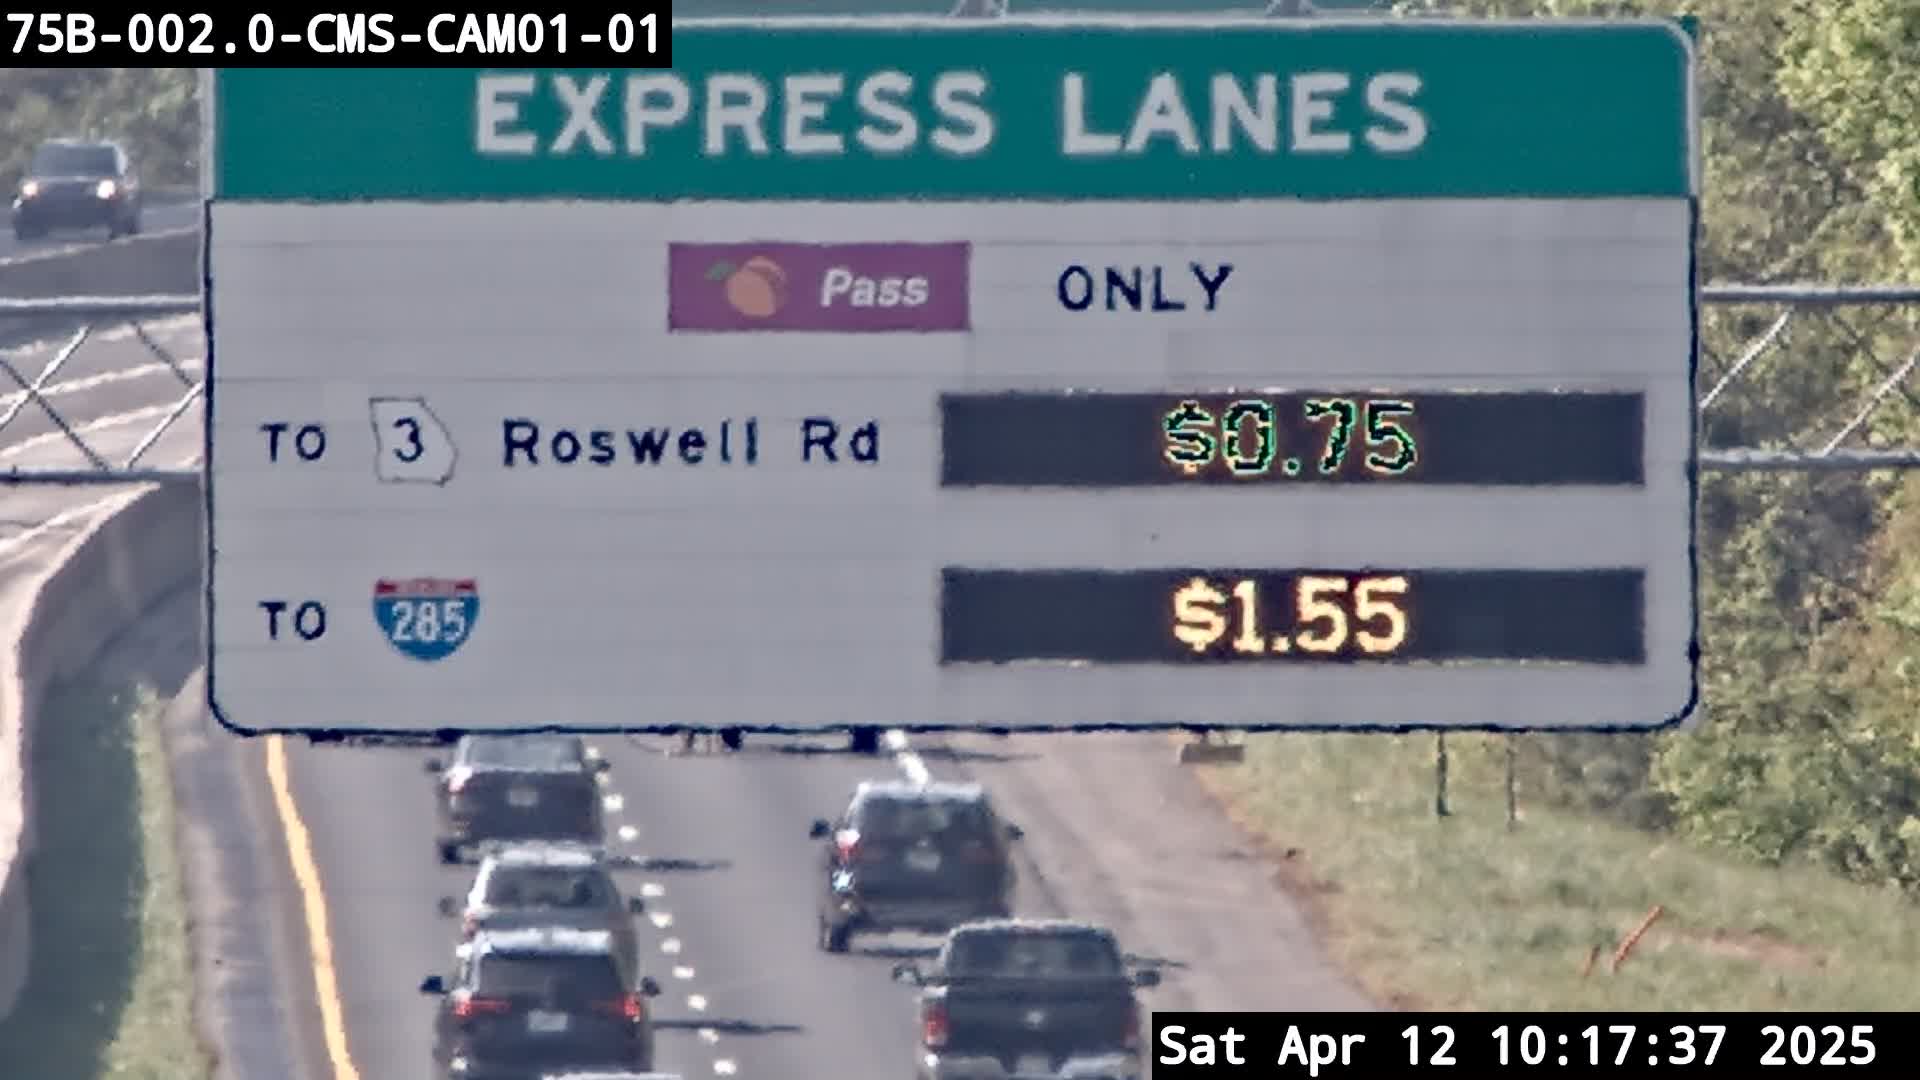 75B-002.0-CMS-CAM01-01
EXPRESS LANES
Pass ONLY
TO 3 Roswell Rd $0.75
TO 285 $1.55
Sat Apr 12 10:17:37 2025